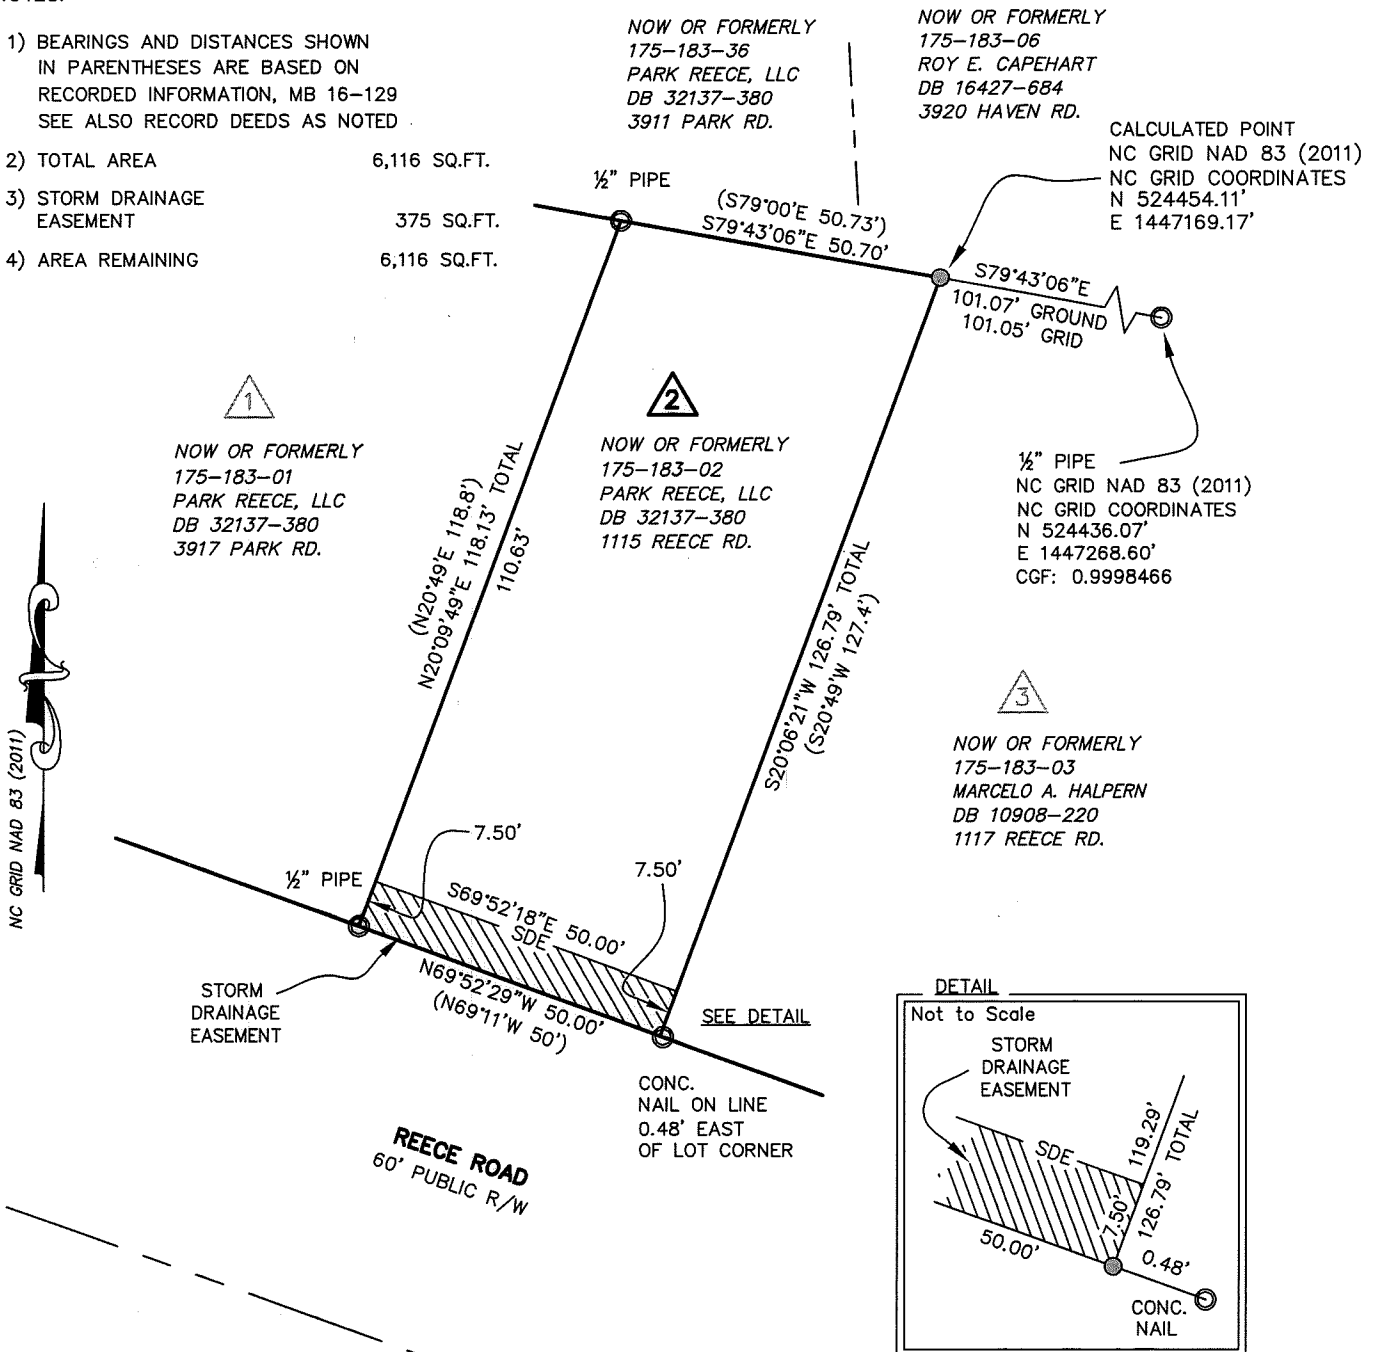 1) BEARINGS AND DISTANCES SHOWN
IN PARENTHESES ARE BASED ON
RECORDED INFORMATION, MB 16-129
SEE ALSO RECORD DEEDS AS NOTED
2) TOTAL AREA 6,116 SQ.FT.
3) STORM DRAINAGE
EASEMENT 375 SQ.FT.
4) AREA REMAINING 6,116 SQ.FT.
NOW OR FORMERLY
175-183-36
PARK REECE, LLC
DB 32137-380
3911 PARK RD.
NOW OR FORMERLY
175-183-06
ROY E. CAPEHART
DB 16427-684
3920 HAVEN RD.
CALCULATED POINT
NC GRID NAD 83 (2011)
NC GRID COORDINATES
N 524454.11'
E 1447169.17'
½" PIPE
(S79°00'E 50.73')
S79°43'06"E 50.70'
S79°43'06"E
101.07' GROUND
101.05' GRID
1
NOW OR FORMERLY
175-183-01
PARK REECE, LLC
DB 32137-380
3917 PARK RD.
2
NOW OR FORMERLY
175-183-02
PARK REECE, LLC
DB 32137-380
1115 REECE RD.
½" PIPE
NC GRID NAD 83 (2011)
NC GRID COORDINATES
N 524436.07'
E 1447268.60'
CGF: 0.9998466
(N20°49'E 118.8')
N20°09'49"E 118.13' TOTAL
110.63'
S20°06'21"W 126.79' TOTAL
(S20°49'W 127.4')
3
NOW OR FORMERLY
175-183-03
MARCELO A. HALPERN
DB 10908-220
1117 REECE RD.
NC GRID NAD 83 (2011)
7.50'
7.50'
½" PIPE
S69°52'18"E 50.00'
SDE
N69°52'29"W 50.00'
(N69°11'W 50')
STORM
DRAINAGE
EASEMENT
SEE DETAIL
CONC.
NAIL ON LINE
0.48' EAST
OF LOT CORNER
REECE ROAD
60' PUBLIC R/W
DETAIL
Not to Scale
STORM
DRAINAGE
EASEMENT
SDE
119.29'
126.79' TOTAL
7.50'
50.00'
0.48'
CONC.
NAIL